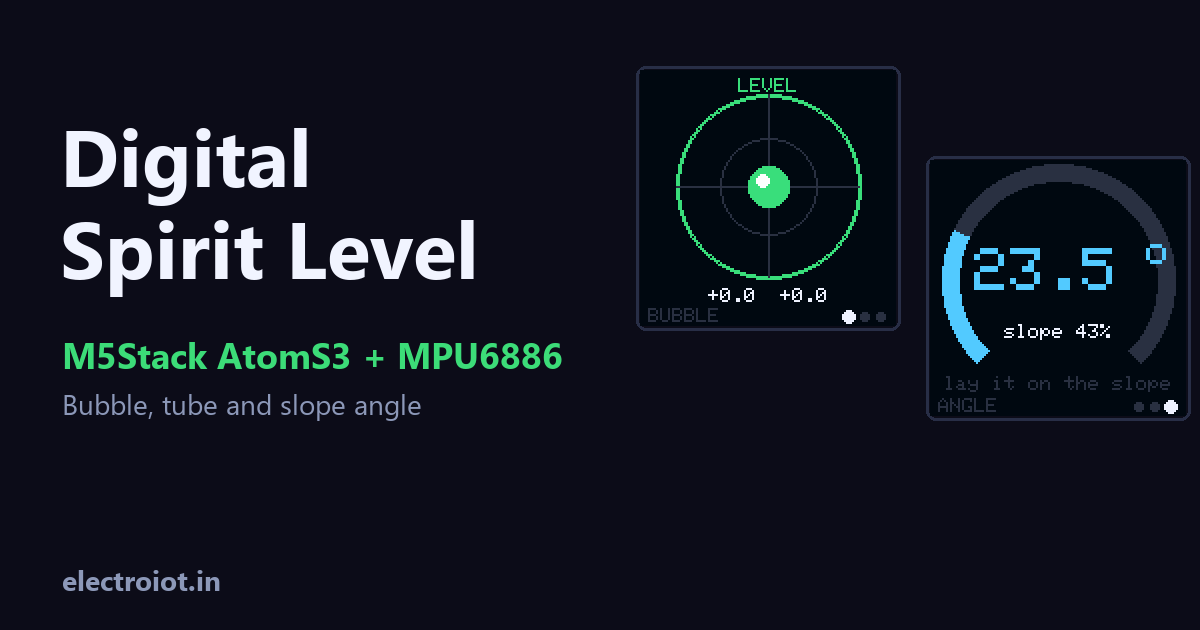 Digital
Spirit Level
M5Stack AtomS3 + MPU6886
Bubble, tube and slope angle
electroiot.in
LEVEL
+0.0 +0.0
BUBBLE
23.5°
slope 43%
lay it on the slope
ANGLE